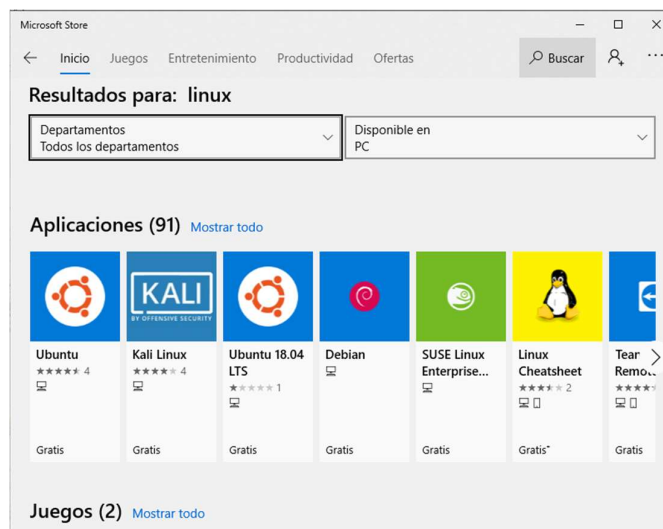 Microsoft Store
Inicio Juegos Entretenimiento Productividad Ofertas Buscar
Resultados para: linux
Departamentos
Todos los departamentos
Disponible en
PC
Aplicaciones (91) Mostrar todo
KALI
BY OFFENSIVE SECURITY
Ubuntu
4
Gratis
Kali Linux
4
Gratis
Ubuntu 18.04
LTS
1
Gratis
Debian
Gratis
SUSE Linux
Enterprise...
Gratis
Linux
Cheatsheet
2
Gratis*
Gratis
Juegos (2) Mostrar todo